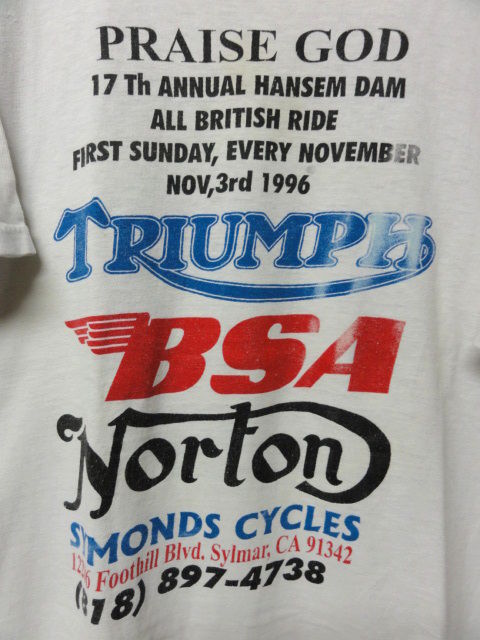 PRAISE GOD
17 Th ANNUAL HANSEM DAM
ALL BRITISH RIDE
FIRST SUNDAY, EVERY NOVEMBER
NOV,3rd 1996
TRIUMPH
BSA
Norton
SYMONDS CYCLES
Foothill Blvd. Sylmar, CA 91342
(818) 897-4738